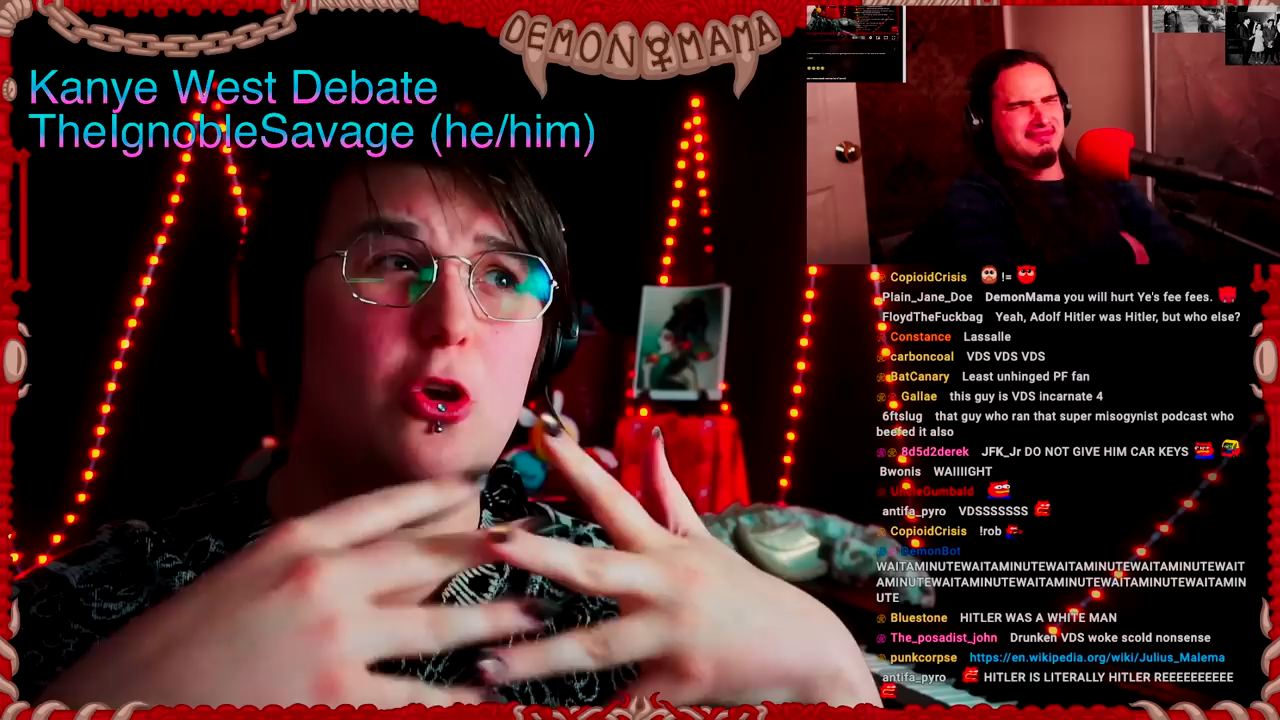 DEMON MAMA
Kanye West Debate
TheIgnobleSavage (he/him)
CopioidCrisis !=
Plain_Jane_Doe DemonMama you will hurt Ye's fee fees.
FloydTheFuckbag Yeah, Adolf Hitler was Hitler, but who else?
Constance Lassalle
carboncoal VDS VDS VDS
BatCanary Least unhinged PF fan
Gallae this guy is VDS incarnate 4
6ftslug that guy who ran that super misogynist podcast who
beefed it also
8d5d2derek JFK_Jr DO NOT GIVE HIM CAR KEYS
Bwonis WAIIIIGHT
UncleGumbald
antifa_pyro VDSSSSSSS
CopioidCrisis !rob
DemonBot
WAITAMINUTEWAITAMINUTEWAITAMINUTEWAITAMINUTEWAIT
AMINUTEWAITAMINUTEWAITAMINUTEWAITAMINUTEWAITAMIN
UTE
Bluestone HITLER WAS A WHITE MAN
The_posadist_john Drunken VDS woke scold nonsense
punkcorpse https://en.wikipedia.org/wiki/Julius_Malema
antifa_pyro HITLER IS LITERALLY HITLER REEEEEEEEEE